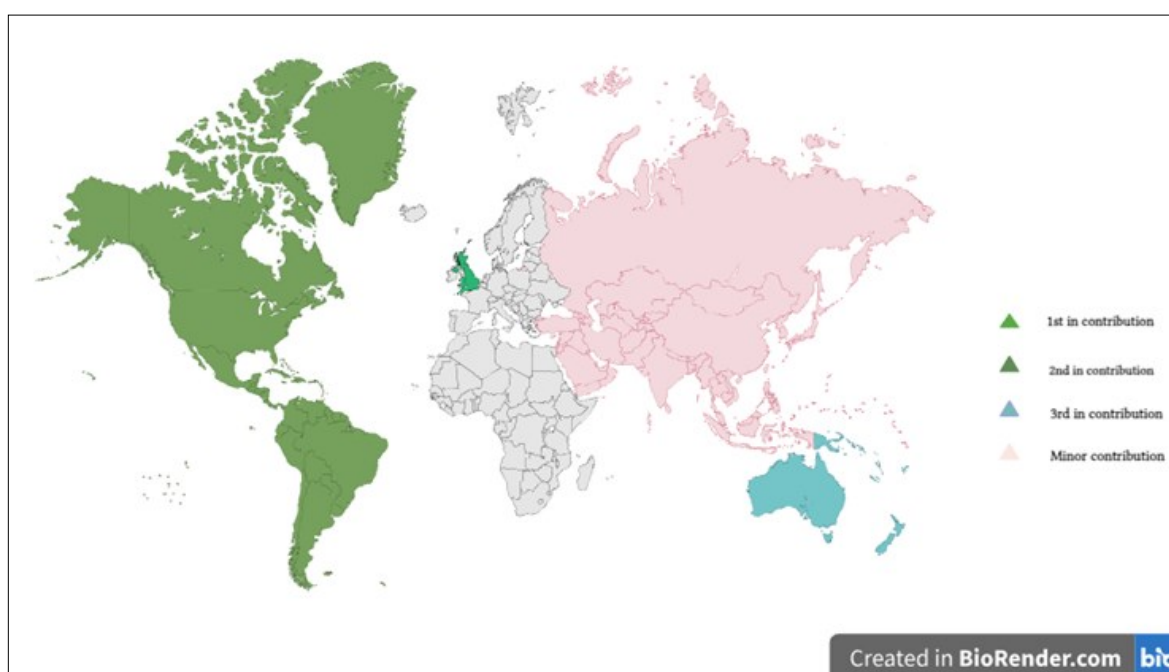 1st in contribution
2nd in contribution
3rd in contribution
Minor contribution
Created in BioRender.com